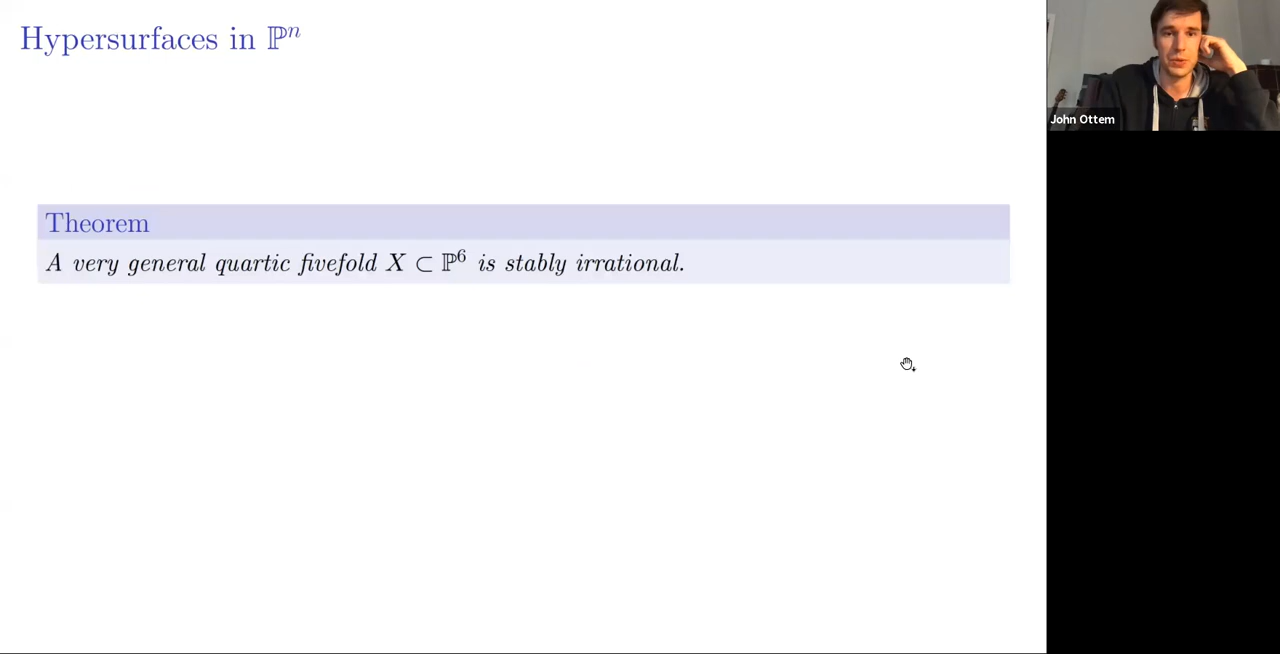 Hypersurfaces in ℙⁿ
John Ottem
Theorem
A very general quartic fivefold X ⊂ ℙ⁶ is stably irrational.